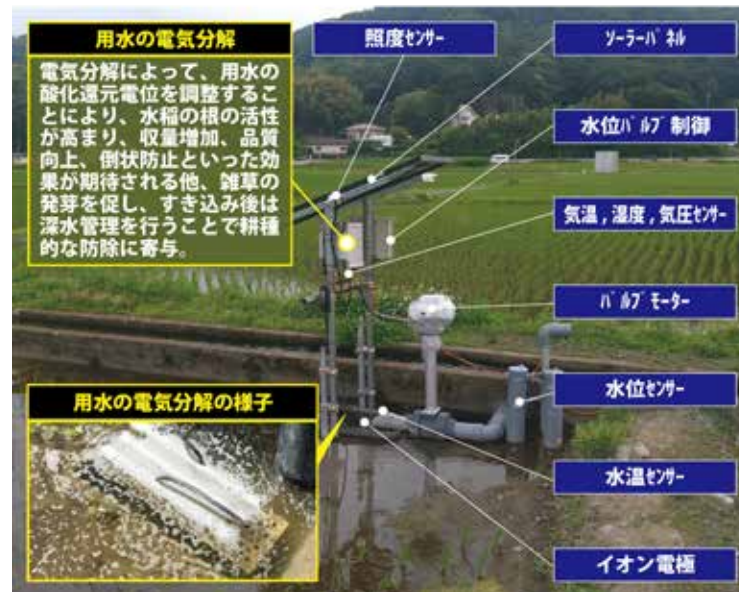 用水の電気分解
電気分解によって、用水の
酸化還元電位を調整するこ
とにより、水稲の根の活性
が高まり、収量増加、品質
向上、倒状防止といった効
果が期待される他、雑草の
発芽を促し、すき込み後は
深水管理を行うことで耕種
的な防除に寄与。
照度ｾﾝｻｰ
ｿｰﾗｰﾊﾟﾈﾙ
水位ﾊﾞﾙﾌﾞ制御
気温,湿度,気圧ｾﾝｻｰ
ﾊﾞﾙﾌﾞﾓｰﾀｰ
水位ｾﾝｻｰ
水温ｾﾝｻｰ
イオン電極
用水の電気分解の様子